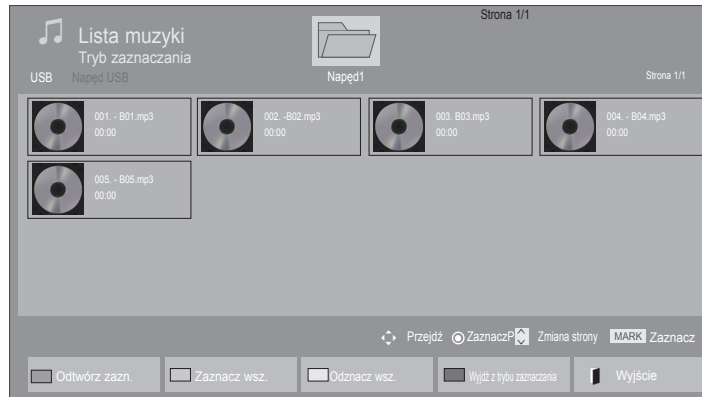 Strona 1/1
Lista muzyki
Tryb zaznaczania
USB Napęd USB
Napęd1
Strona 1/1
001. - B01.mp3
00:00
002. -B02.mp3
00:00
003. B03.mp3
00:00
004. - B04.mp3
00:00
005. - B05.mp3
00:00
Przejdź ZaznaczP Zmiana strony MARK Zaznacz
Odtwórz zazn. Zaznacz wsz. Odznacz wsz. Wyjdź z trybu zaznaczania Wyjście